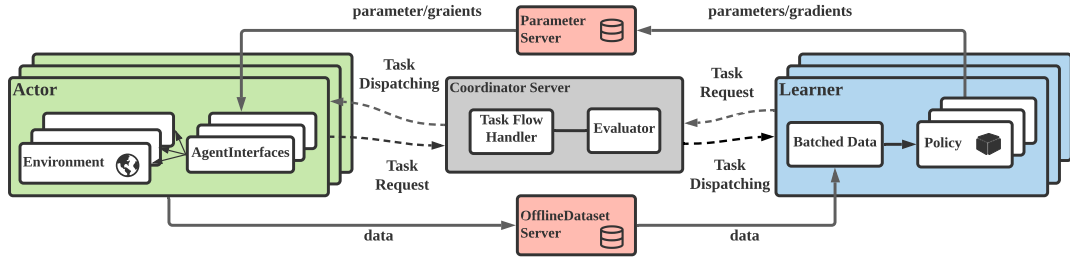 parameter/graients
Parameter
Server
parameters/gradients
Actor
Task
Dispatching
Coordinator Server
Task
Request
Learner
Task Flow
Handler
Evaluator
Environment
AgentInterfaces
Batched Data
Policy
Task
Request
Task
Dispatching
OfflineDataset
Server
data
data